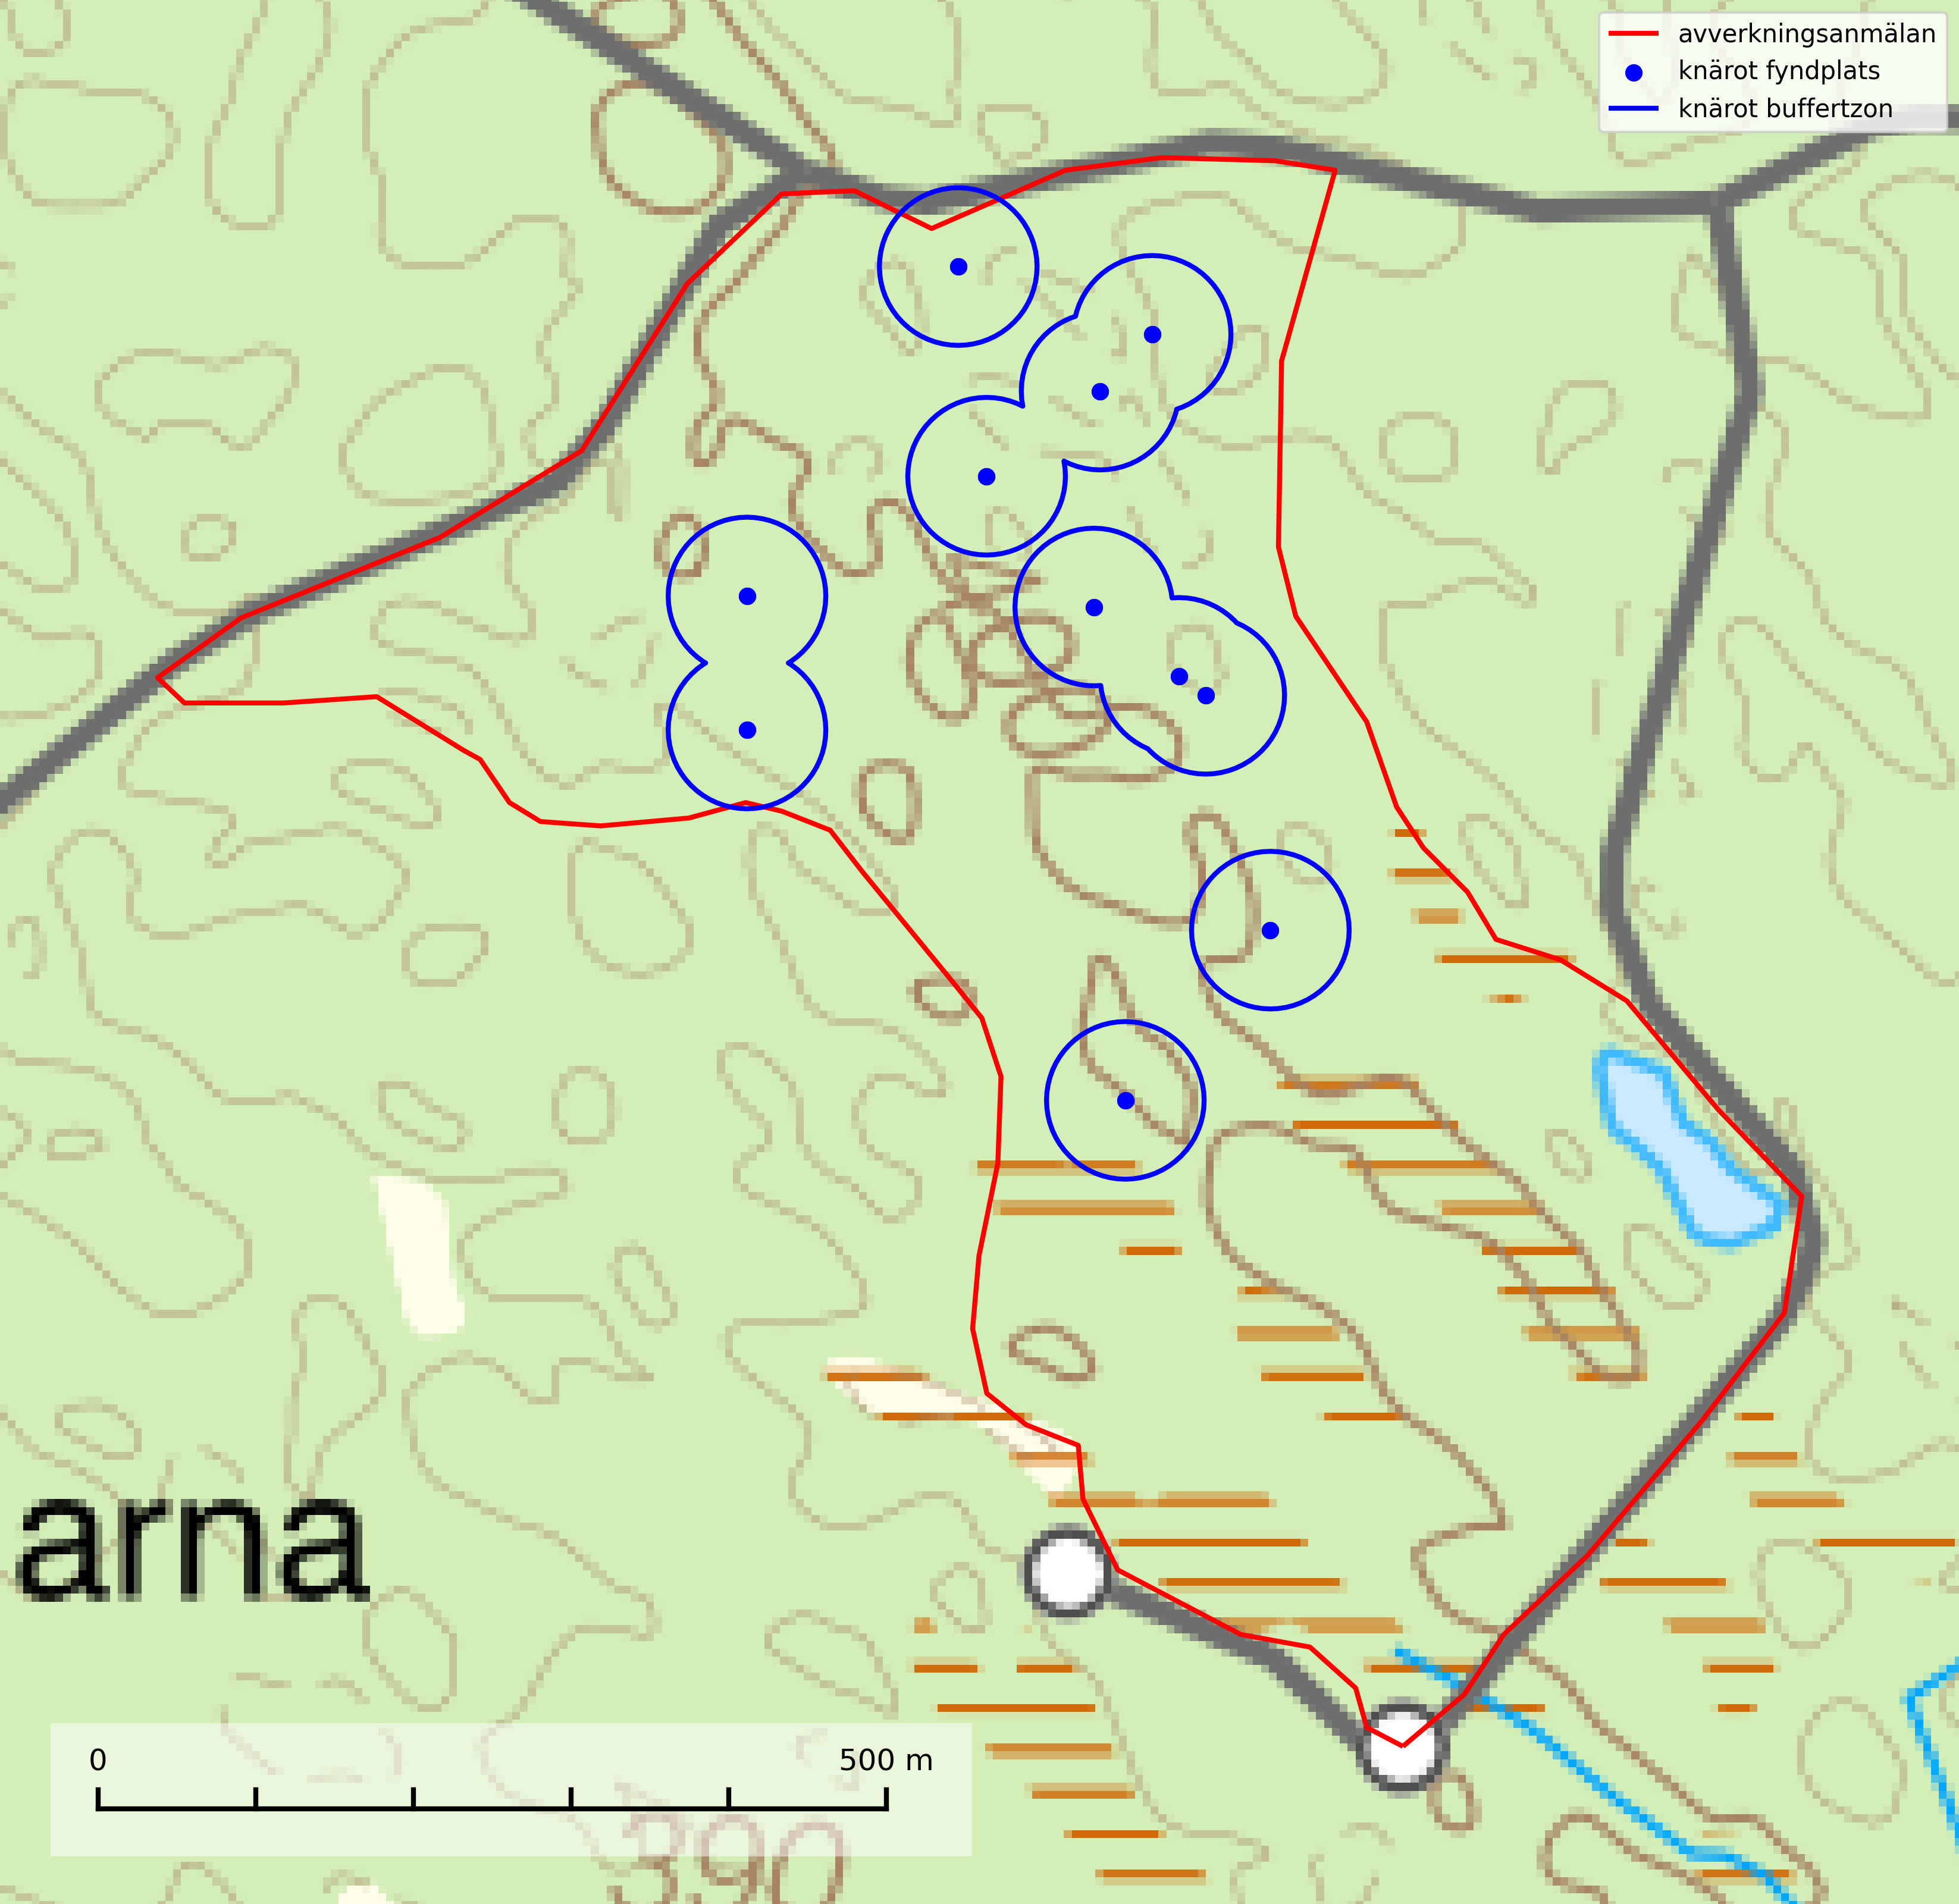 avverkningsanmälan
knärot fyndplats
knärot buffertzon
arna
0 500 m
390